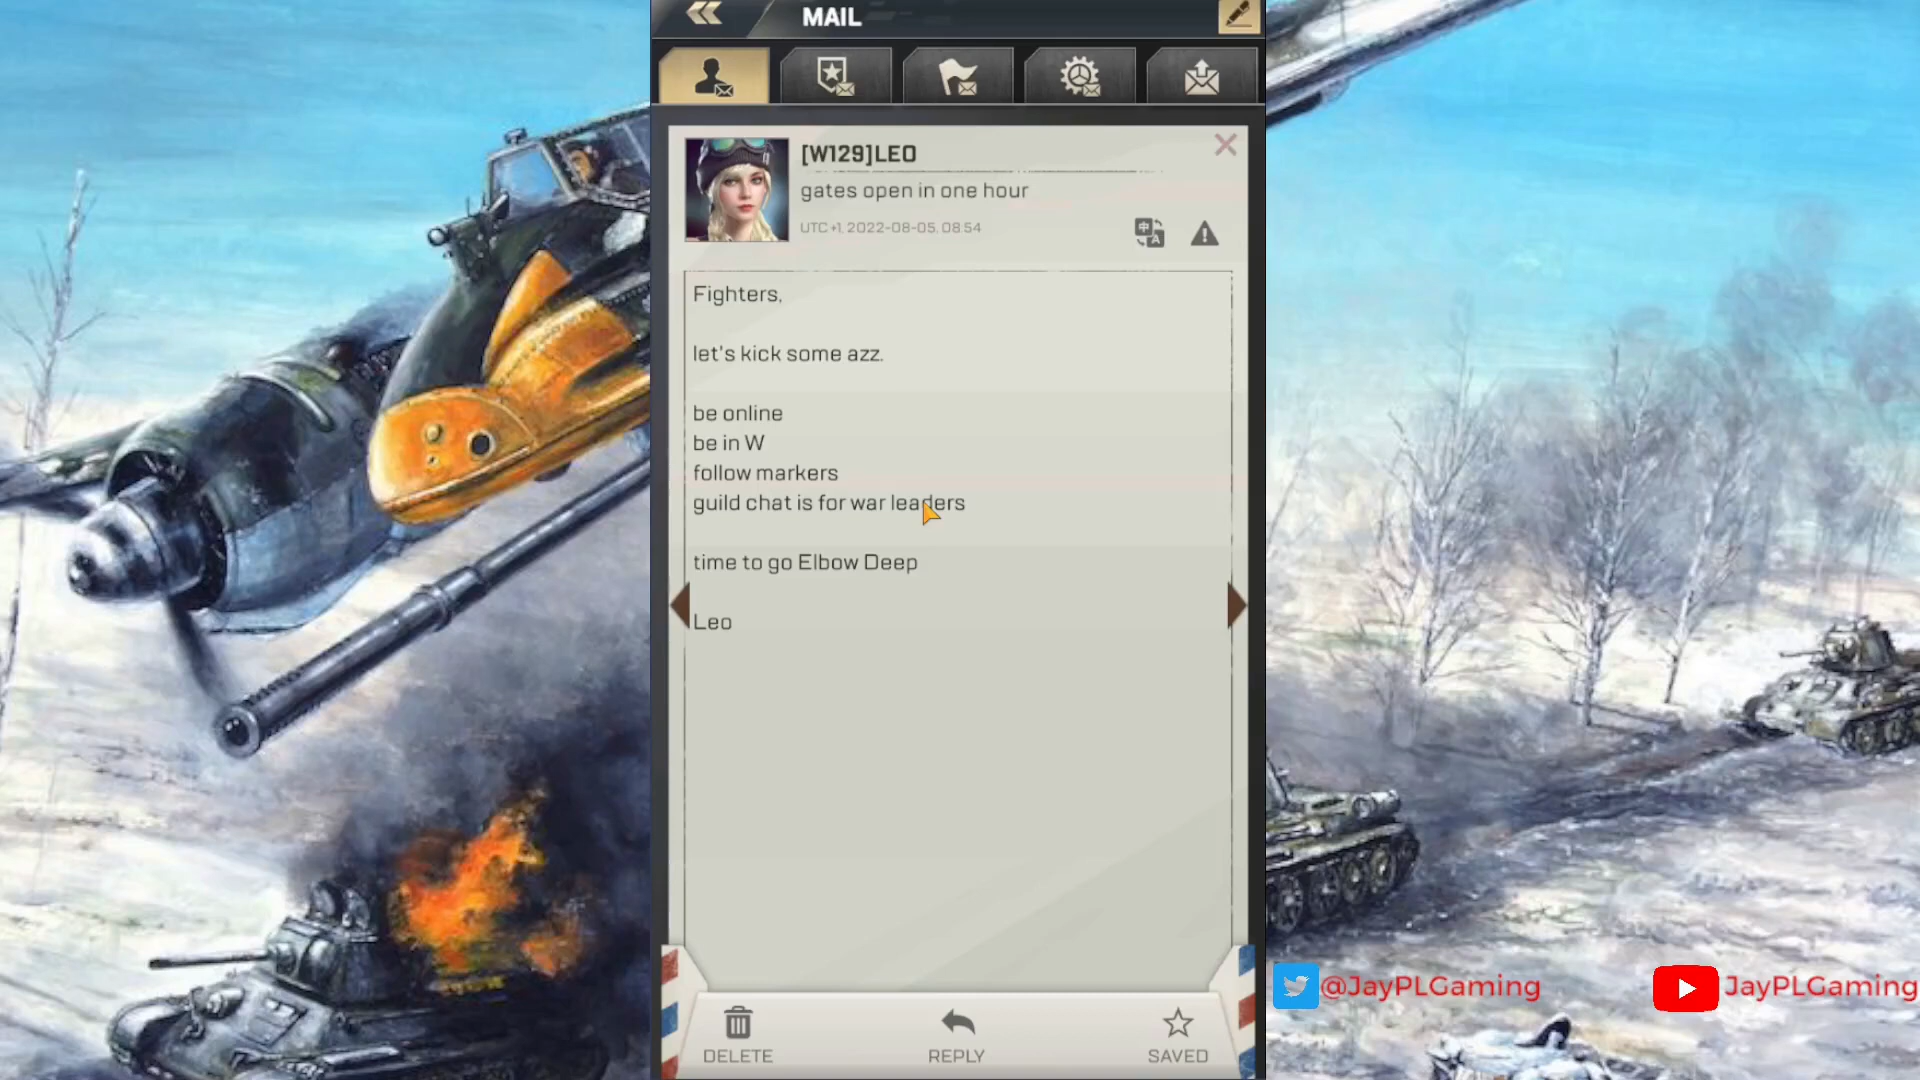 MAIL
[W129]LEO
gates open in one hour
UTC +1, 2022-08-05, 08:54
Fighters,
let's kick some azz.
be online
be in W
follow markers
guild chat is for war leaders
time to go Elbow Deep
Leo
DELETE
REPLY
SAVED
@JayPLGaming
JayPLGaming